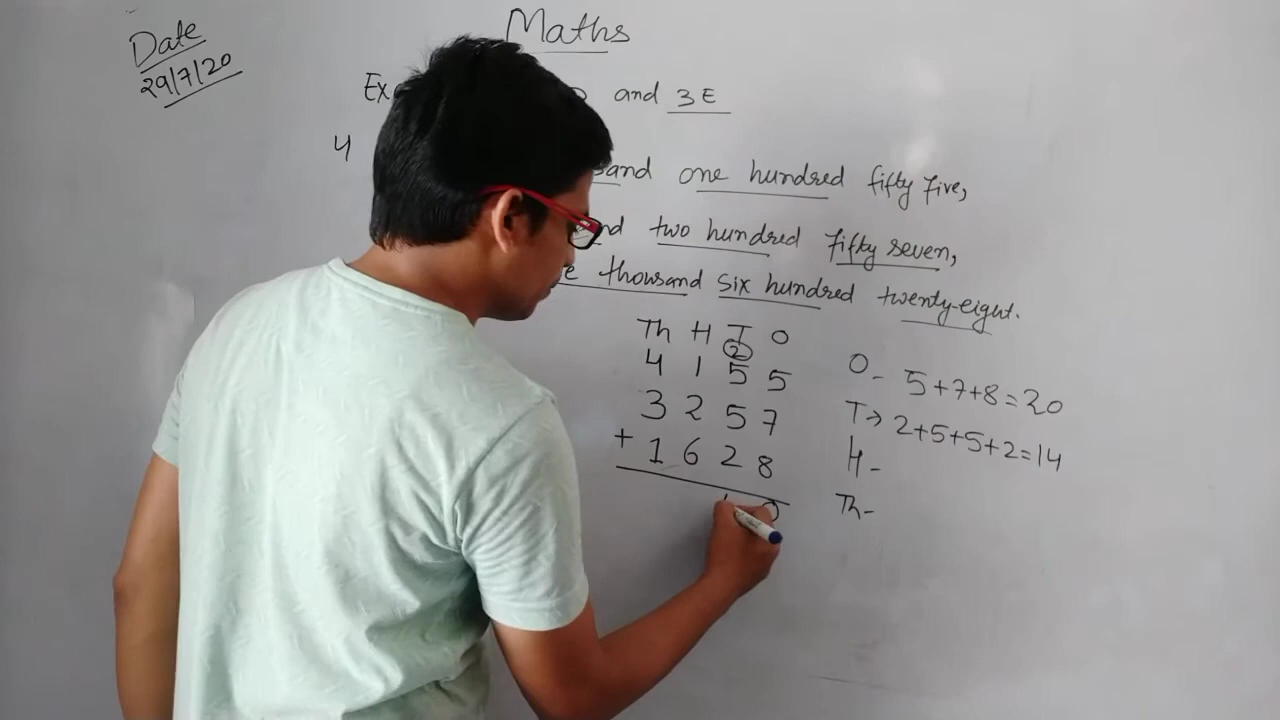 Maths
Date
29/7/20
Ex and 3E
4
one hundred fifty five,
two hundred fifty seven,
thousand six hundred twenty-eight.
Th H T O
2
4 1 5 5
3 2 5 7
+ 1 6 2 8
0
O - 5+7+8=20
T → 2+5+5+2=14
H -
Th -